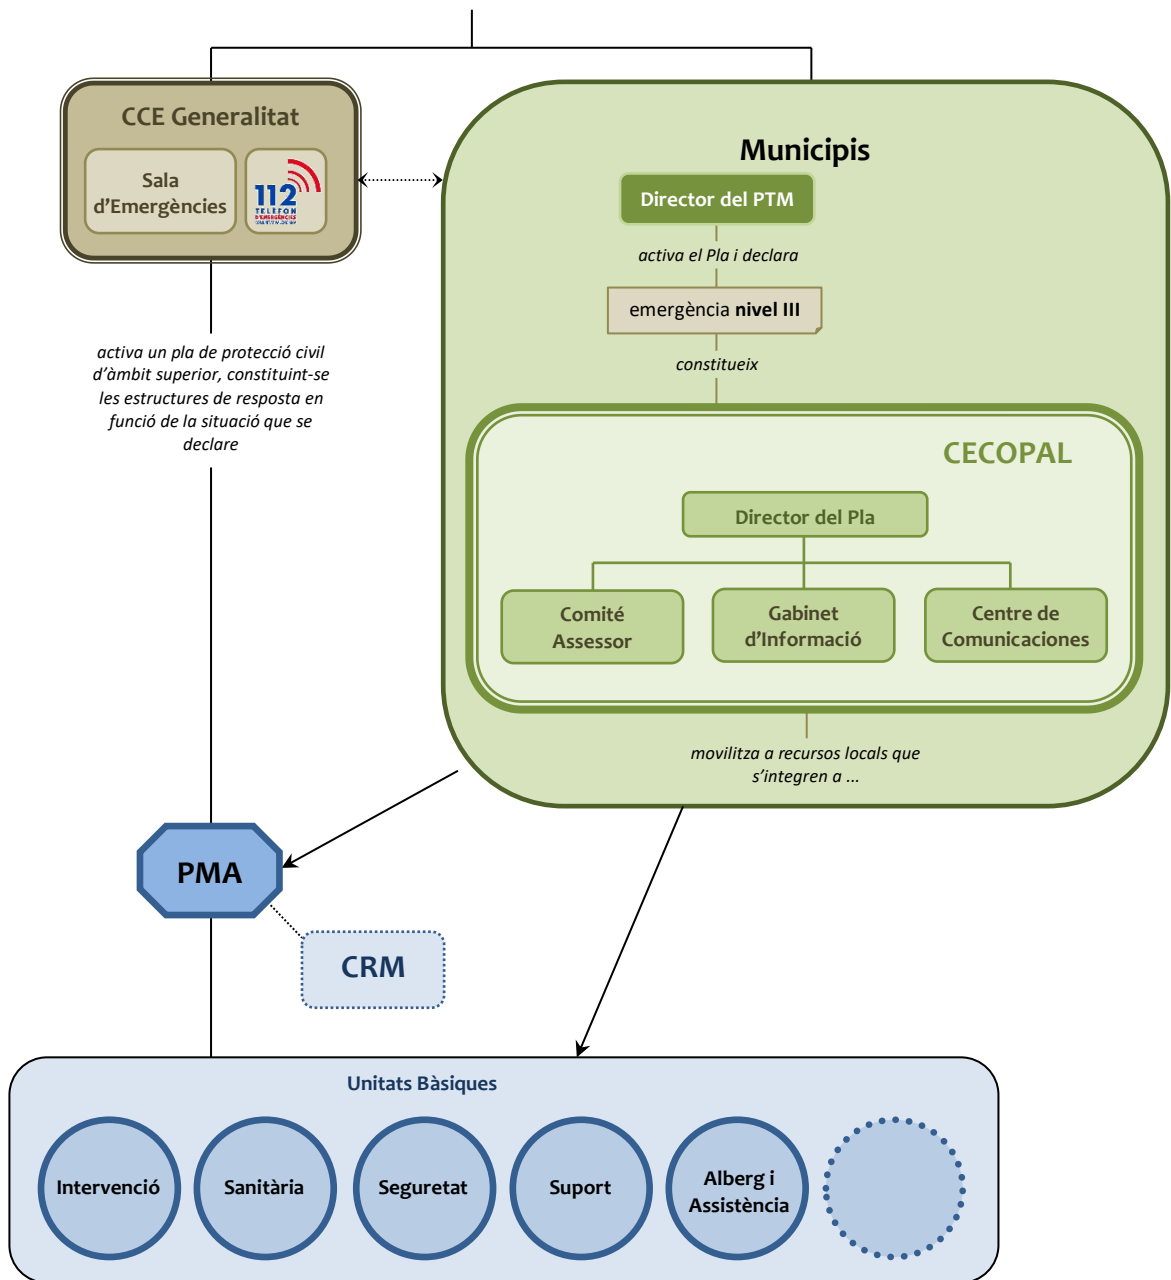 CCE Generalitat
Sala
d'Emergències
112
TELÈFON
D'EMERGÈNCIES
Municipis
Director del PTM
activa el Pla i declara
emergència nivel III
constitueix
activa un pla de protecció civil
d'àmbit superior, constituint-se
les estructures de resposta en
funció de la situació que se
declare
CECOPAL
Director del Pla
Comité
Assessor
Gabinet
d'Informació
Centre de
Comunicaciones
movilitza a recursos locals que
s'integren a ...
PMA
CRM
Unitats Bàsiques
Intervenció
Sanitària
Seguretat
Suport
Alberg i
Assistència